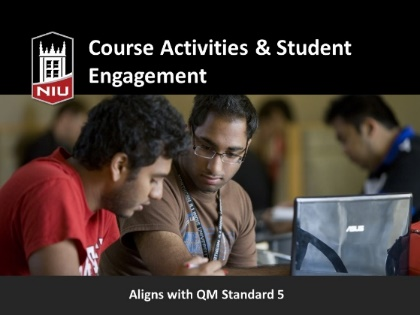 Course Activities & Student
Engagement
NIU
ASUS
Aligns with QM Standard 5